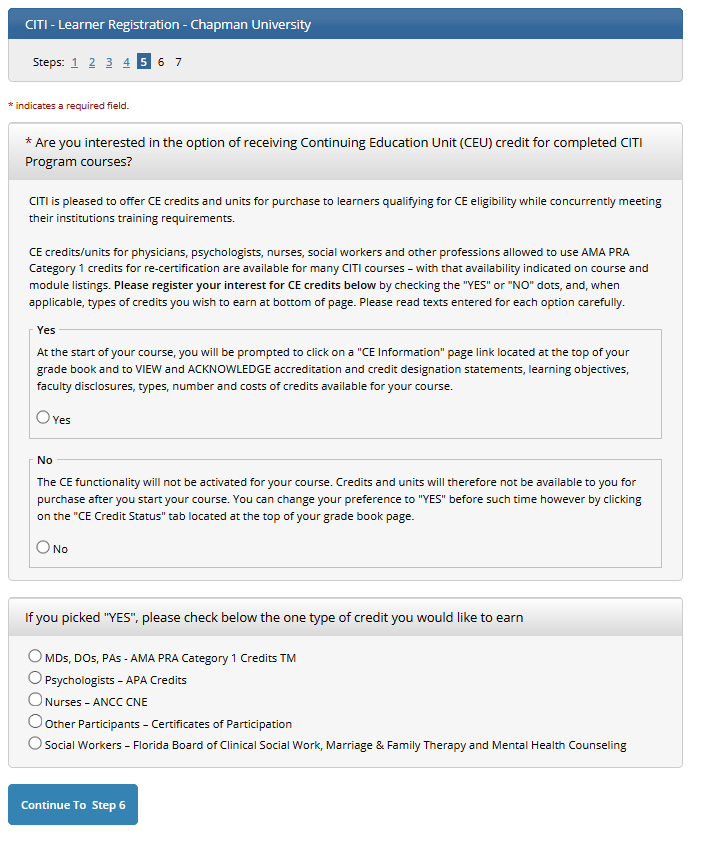 CITI - Learner Registration - Chapman University
Steps: 1 2 3 4 5 6 7
* indicates a required field.
* Are you interested in the option of receiving Continuing Education Unit (CEU) credit for completed CITI
Program courses?
CITI is pleased to offer CE credits and units for purchase to learners qualifying for CE eligibility while concurrently meeting
their institutions training requirements.
CE credits/units for physicians, psychologists, nurses, social workers and other professions allowed to use AMA PRA
Category 1 credits for re-certification are available for many CITI courses – with that availability indicated on course and
module listings. Please register your interest for CE credits below by checking the "YES" or "NO" dots, and, when
applicable, types of credits you wish to earn at bottom of page. Please read texts entered for each option carefully.
Yes
At the start of your course, you will be prompted to click on a "CE Information" page link located at the top of your
grade book and to VIEW and ACKNOWLEDGE accreditation and credit designation statements, learning objectives,
faculty disclosures, types, number and costs of credits available for your course.
Yes
No
The CE functionality will not be activated for your course. Credits and units will therefore not be available to you for
purchase after you start your course. You can change your preference to "YES" before such time however by clicking
on the "CE Credit Status" tab located at the top of your grade book page.
No
If you picked "YES", please check below the one type of credit you would like to earn
MDs, DOs, PAs - AMA PRA Category 1 Credits TM
Psychologists – APA Credits
Nurses – ANCC CNE
Other Participants – Certificates of Participation
Social Workers – Florida Board of Clinical Social Work, Marriage & Family Therapy and Mental Health Counseling
Continue To Step 6